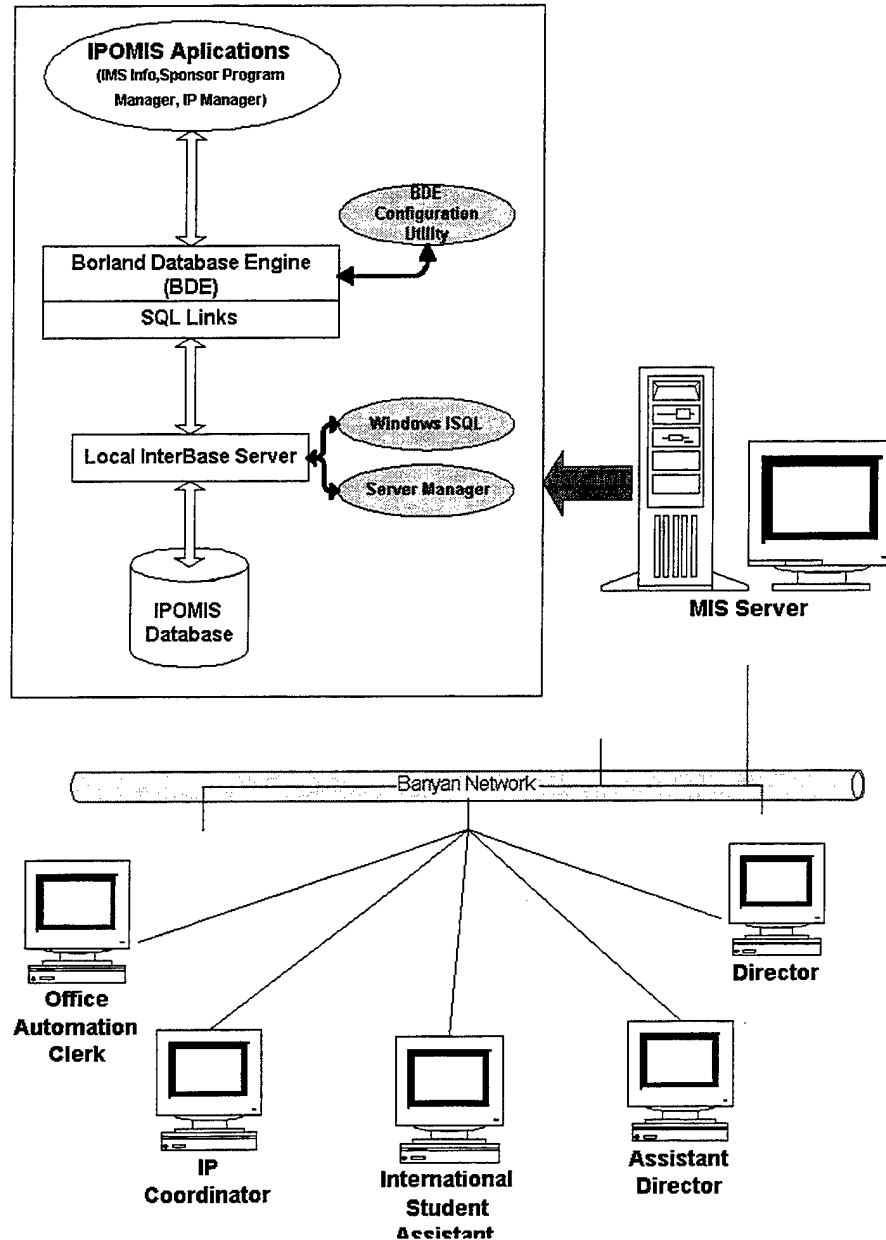 IPOMIS Aplications
(IMS Info,Sponsor Program
Manager, IP Manager)
BDE
Configuration
Utility
Borland Database Engine
(BDE)
SQL Links
Windows ISQL
Local InterBase Server
Server Manager
IPOMIS
Database
MIS Server
Banyan Network
Director
Office
Automation
Clerk
IP
Coordinator
International
Student
Assistant
Assistant
Director